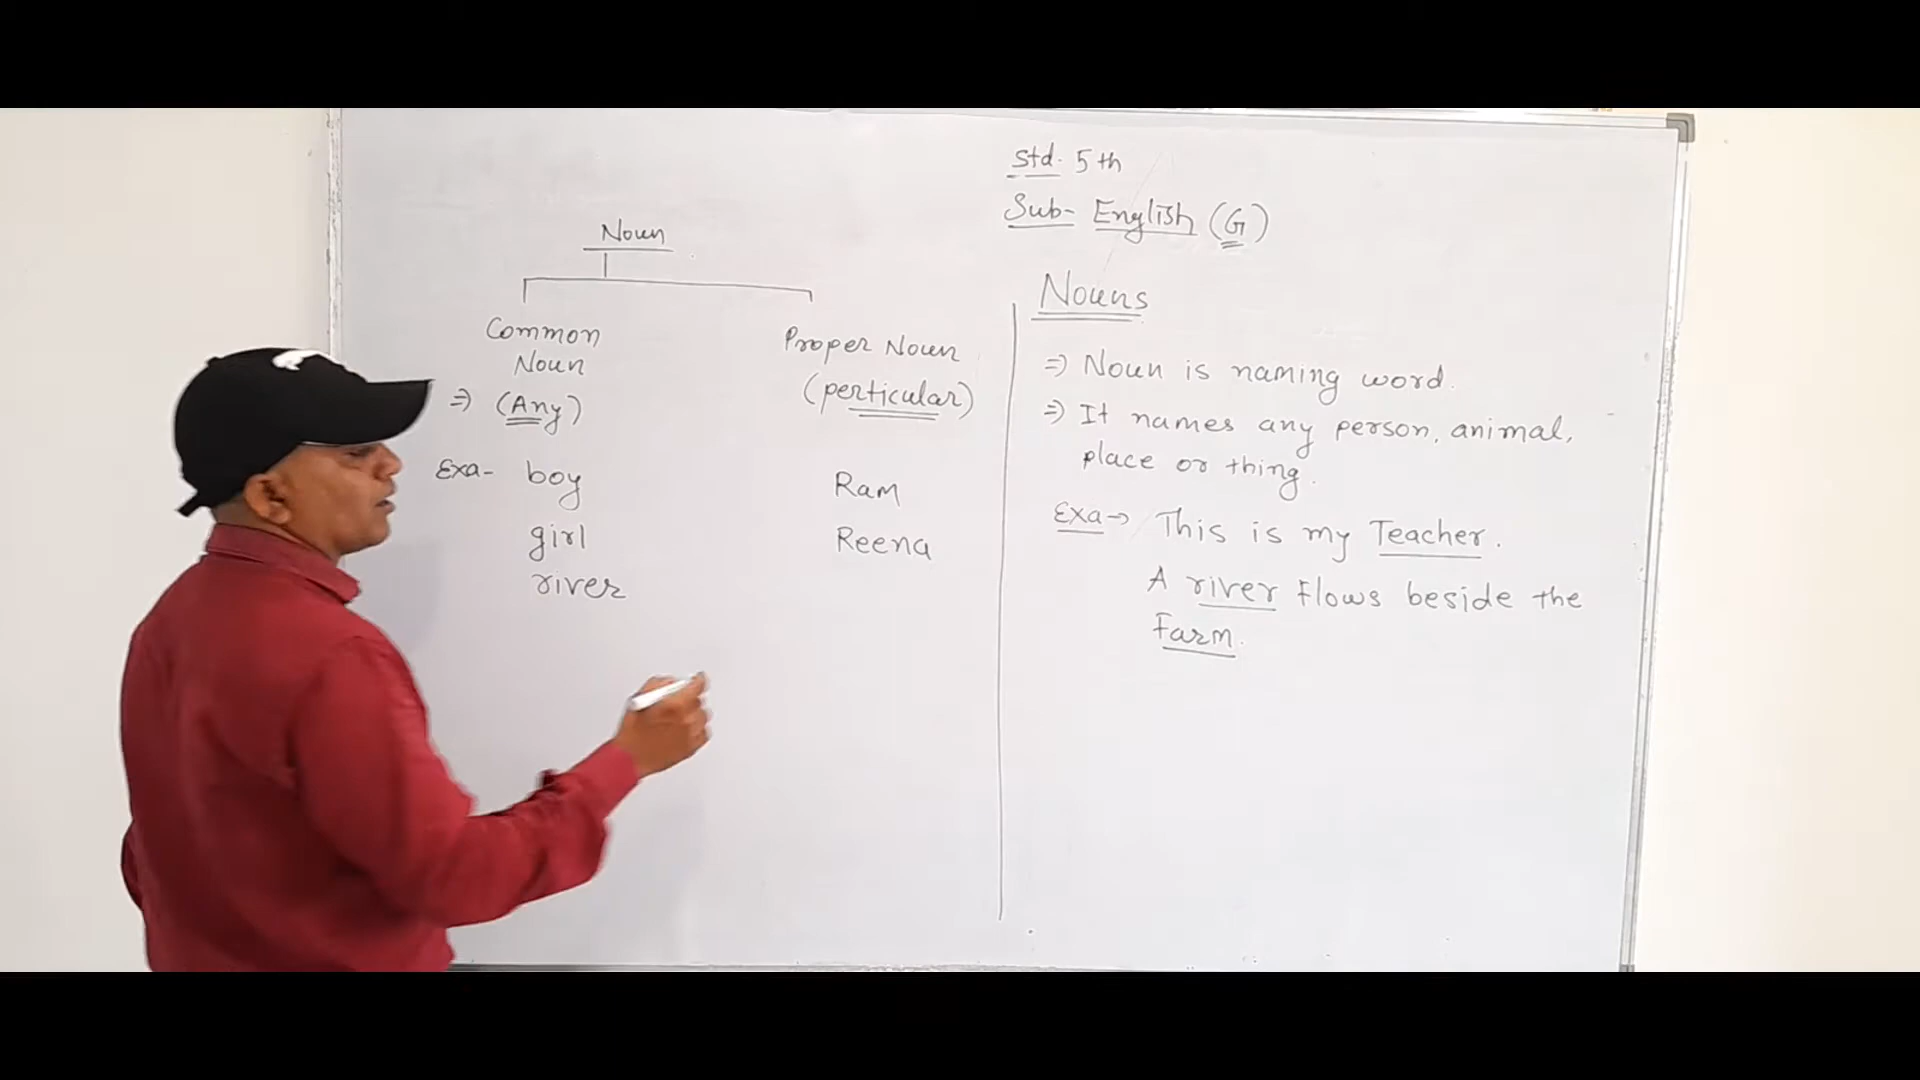 Std. 5th
Sub- English (G)
Noun
Common
Noun
⇒ (Any)
Exa- boy
girl
river
Proper Noun
(perticular)
Ram
Reena
Nouns
⇒ Noun is naming word.
⇒ It names any person, animal,
place or thing.
Exa→ This is my Teacher.
A river flows beside the
Farm.